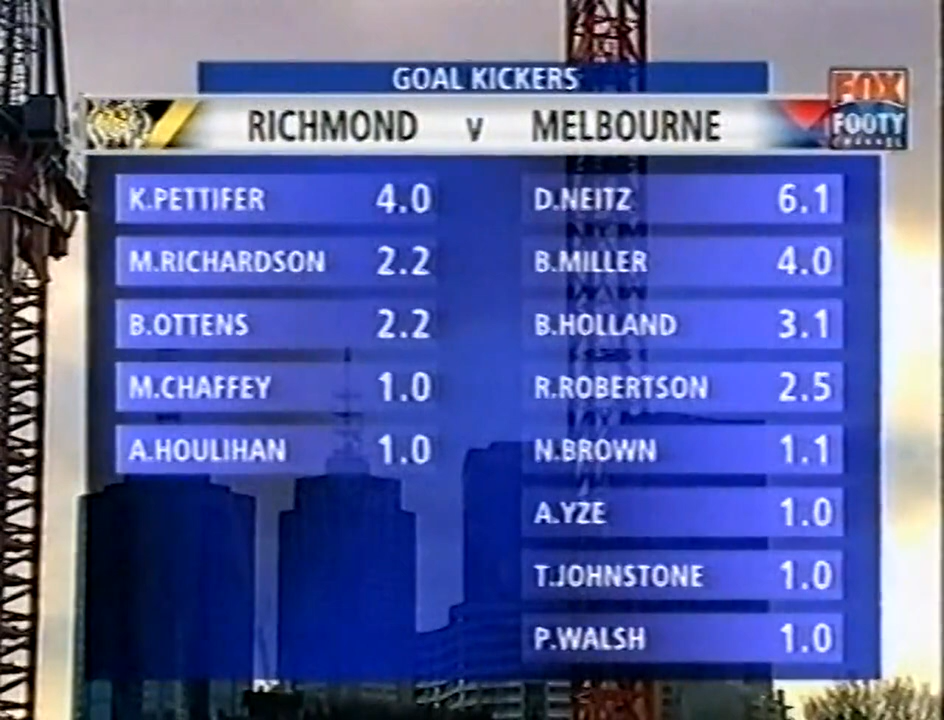 GOAL KICKERS
RICHMOND v MELBOURNE
FOX
FOOTY
CHANNEL
K.PETTIFER 4.0
M.RICHARDSON 2.2
B.OTTENS 2.2
M.CHAFFEY 1.0
A.HOULIHAN 1.0
D.NEITZ 6.1
B.MILLER 4.0
B.HOLLAND 3.1
R.ROBERTSON 2.5
N.BROWN 1.1
A.YZE 1.0
T.JOHNSTONE 1.0
P.WALSH 1.0